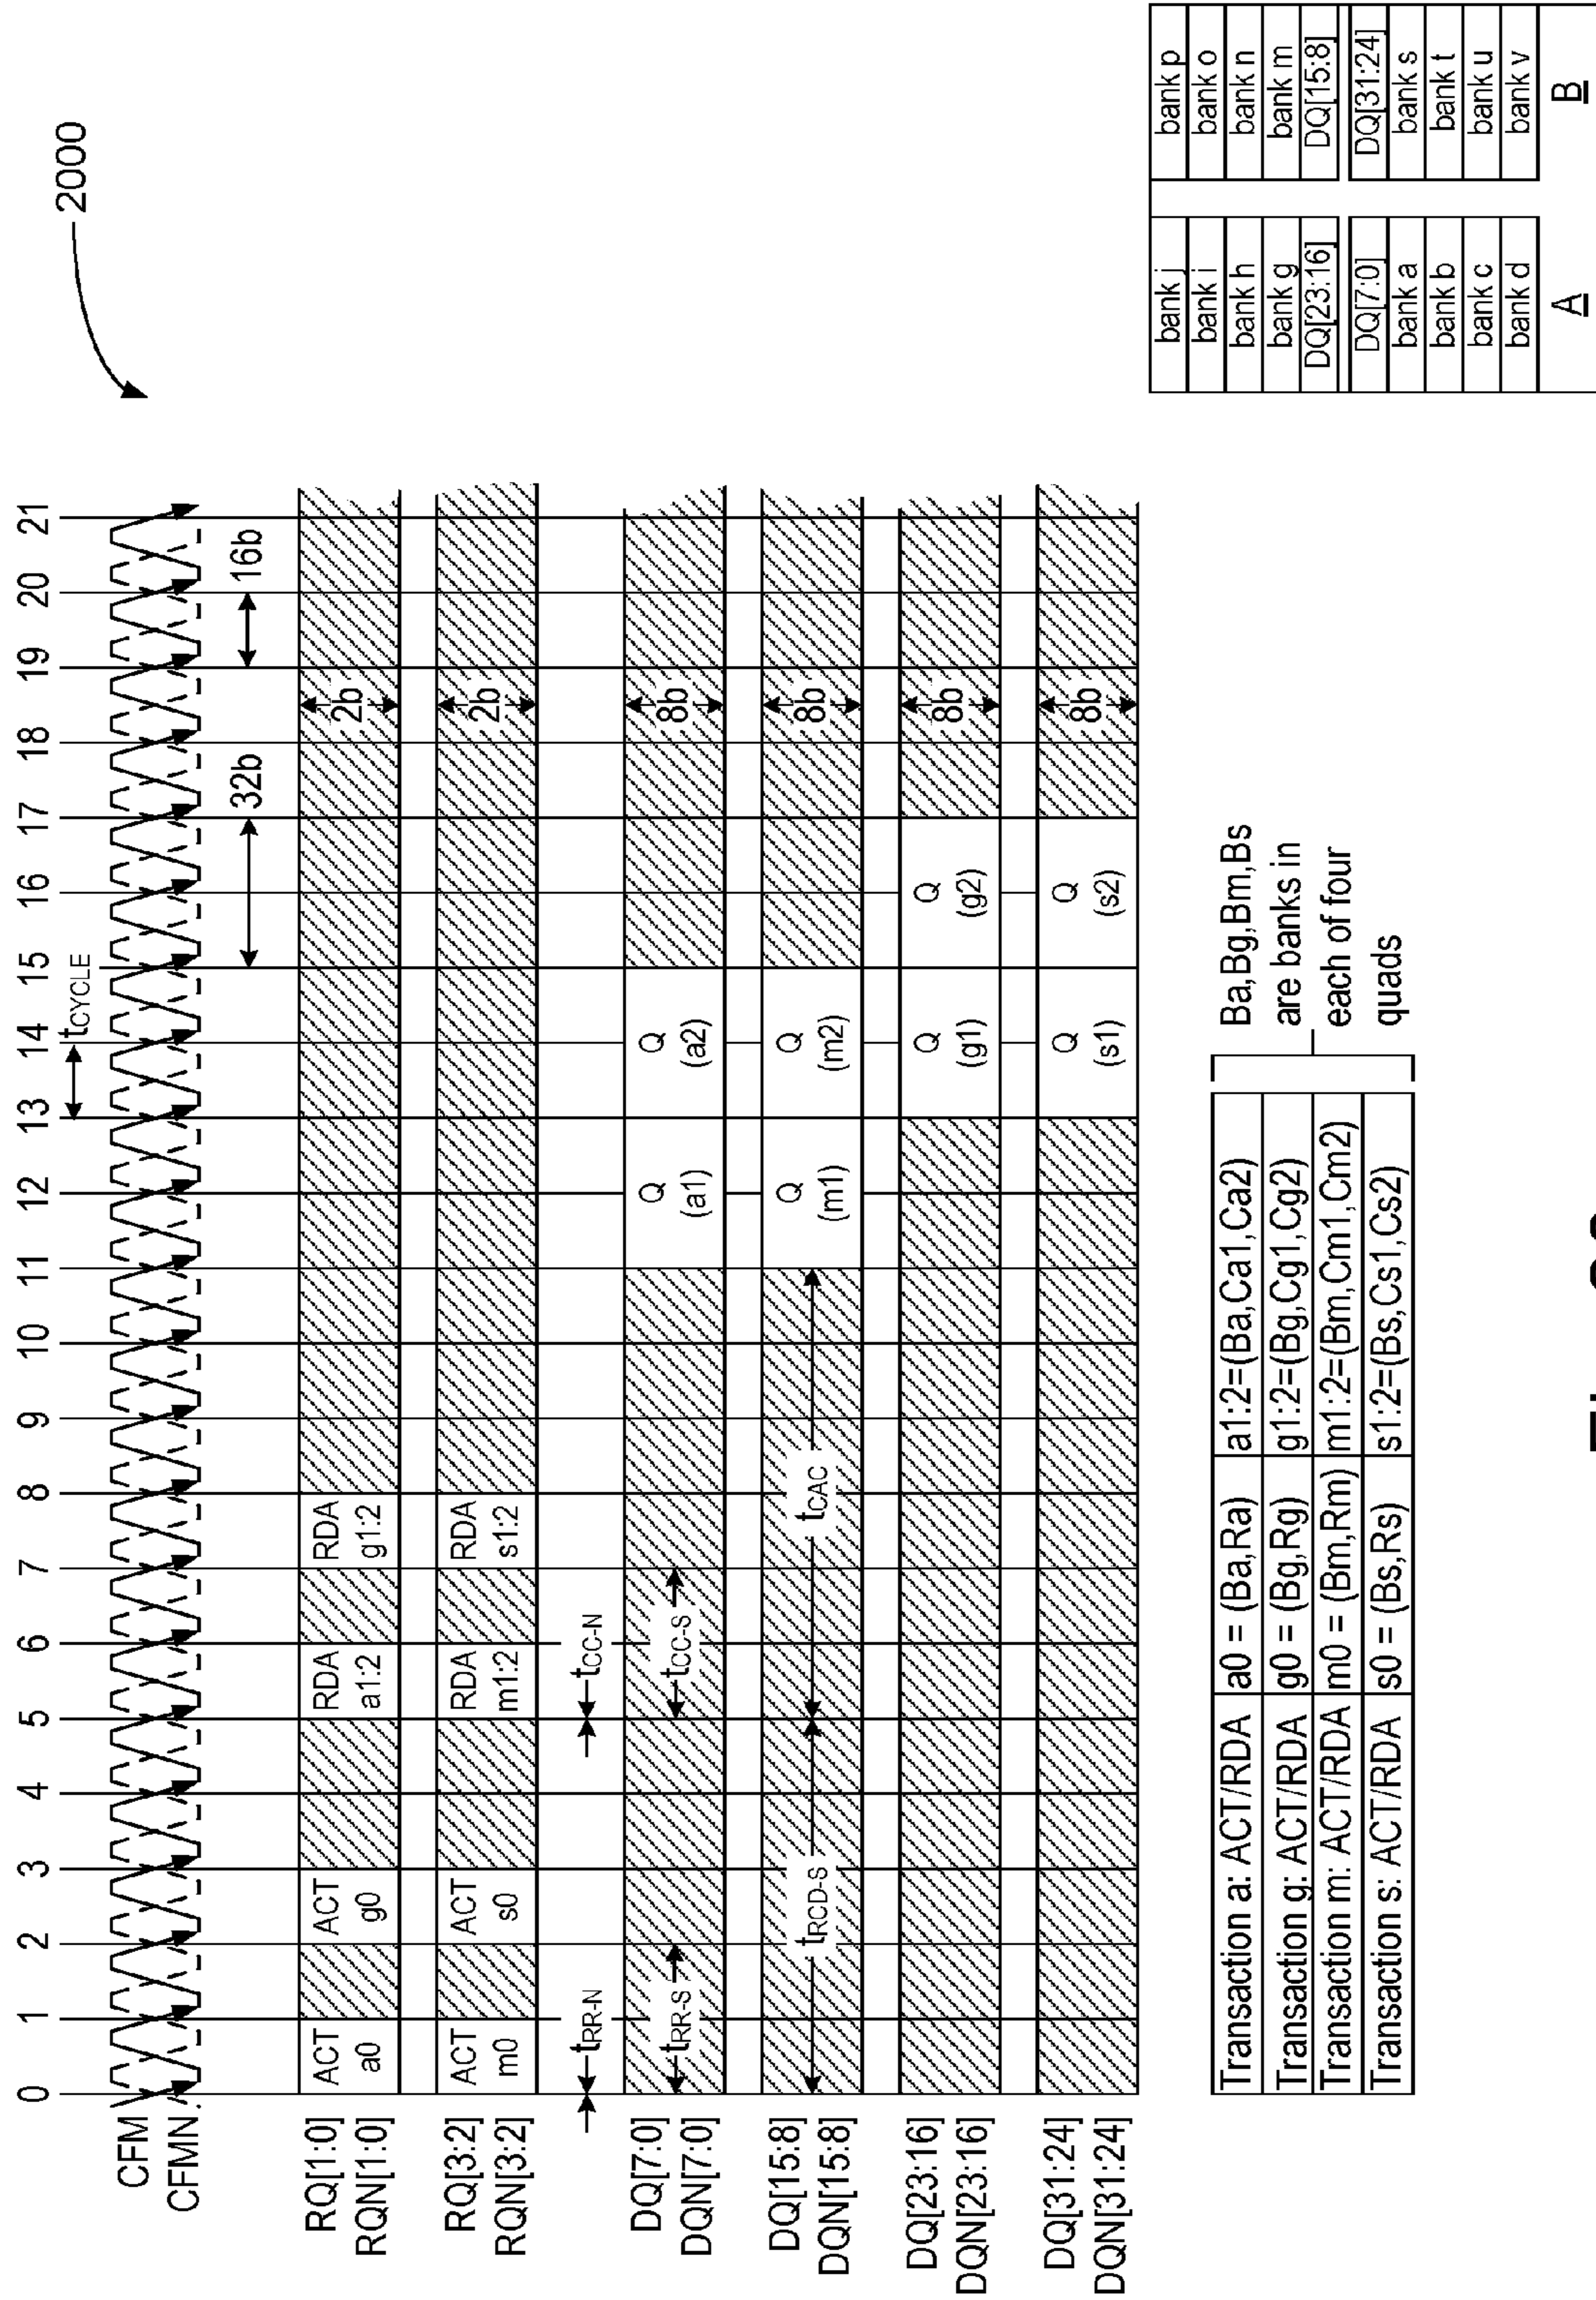 2000
0 1 2 3 4 5 6 7 8 9 10 11 12 13 14 15 16 17 18 19 20 21
tCYCLE
CFM
CFMN
32b
16b
RQ[1:0]
RQN[1:0]
ACT
a0
ACT
g0
RDA
a1:2
RDA
g1:2
2b
RQ[3:2]
RQN[3:2]
ACT
m0
ACT
s0
RDA
m1:2
RDA
s1:2
2b
tRR-N
tCC-N
DQ[7:0]
DQN[7:0]
tRR-S
tCC-S
Q
(a1)
Q
(a2)
8b
DQ[15:8]
DQN[15:8]
tRCD-S
tCAC
Q
(m1)
Q
(m2)
8b
DQ[23:16]
DQN[23:16]
Q
(g1)
Q
(g2)
8b
DQ[31:24]
DQN[31:24]
Q
(s1)
Q
(s2)
8b
Transaction a: ACT/RDA a0 = (Ba,Ra) a1:2=(Ba,Ca1,Ca2)
Transaction g: ACT/RDA g0 = (Bg,Rg) g1:2=(Bg,Cg1,Cg2)
Transaction m: ACT/RDA m0 = (Bm,Rm) m1:2=(Bm,Cm1,Cm2)
Transaction s: ACT/RDA s0 = (Bs,Rs) s1:2=(Bs,Cs1,Cs2)
Ba,Bg,Bm,Bs
are banks in
each of four
quads
bank j bank p
bank i bank o
bank h bank n
bank g bank m
DQ[23:16] DQ[15:8]
DQ[7:0] DQ[31:24]
bank a bank s
bank b bank t
bank c bank u
bank d bank v
A B